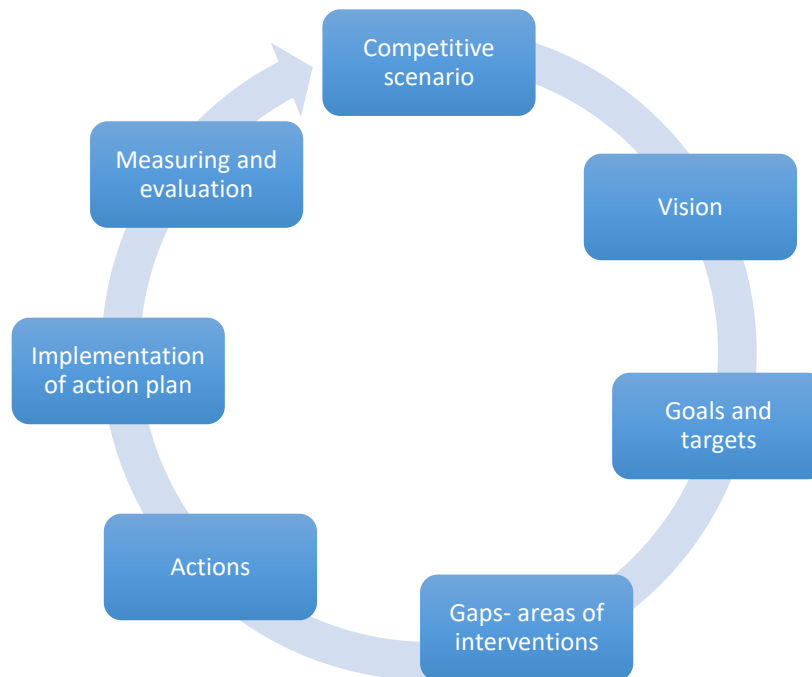 Competitive
scenario
Vision
Goals and
targets
Gaps- areas of
interventions
Actions
Implementation
of action plan
Measuring and
evaluation